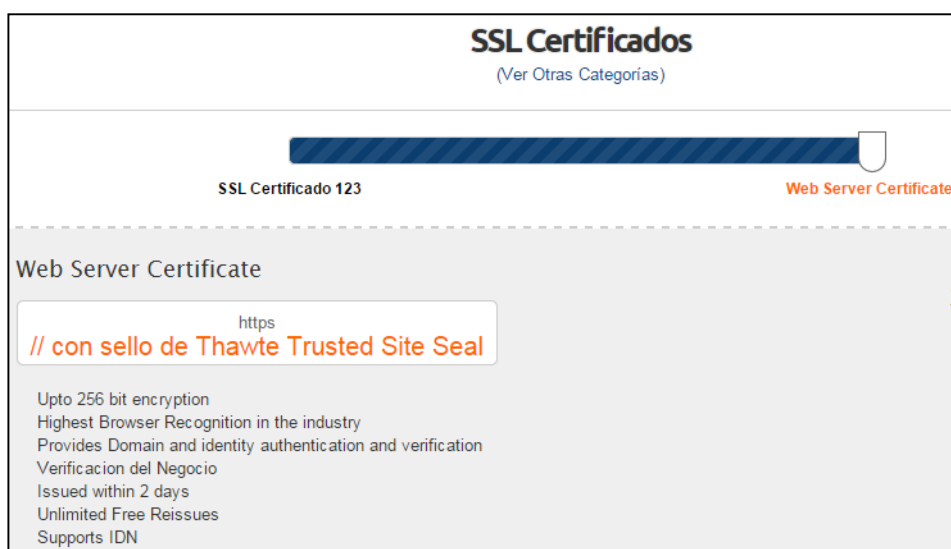 SSL Certificados
(Ver Otras Categorías)
SSL Certificado 123
Web Server Certificate
Web Server Certificate
https
// con sello de Thawte Trusted Site Seal
Upto 256 bit encryption
Highest Browser Recognition in the industry
Provides Domain and identity authentication and verification
Verificacion del Negocio
Issued within 2 days
Unlimited Free Reissues
Supports IDN